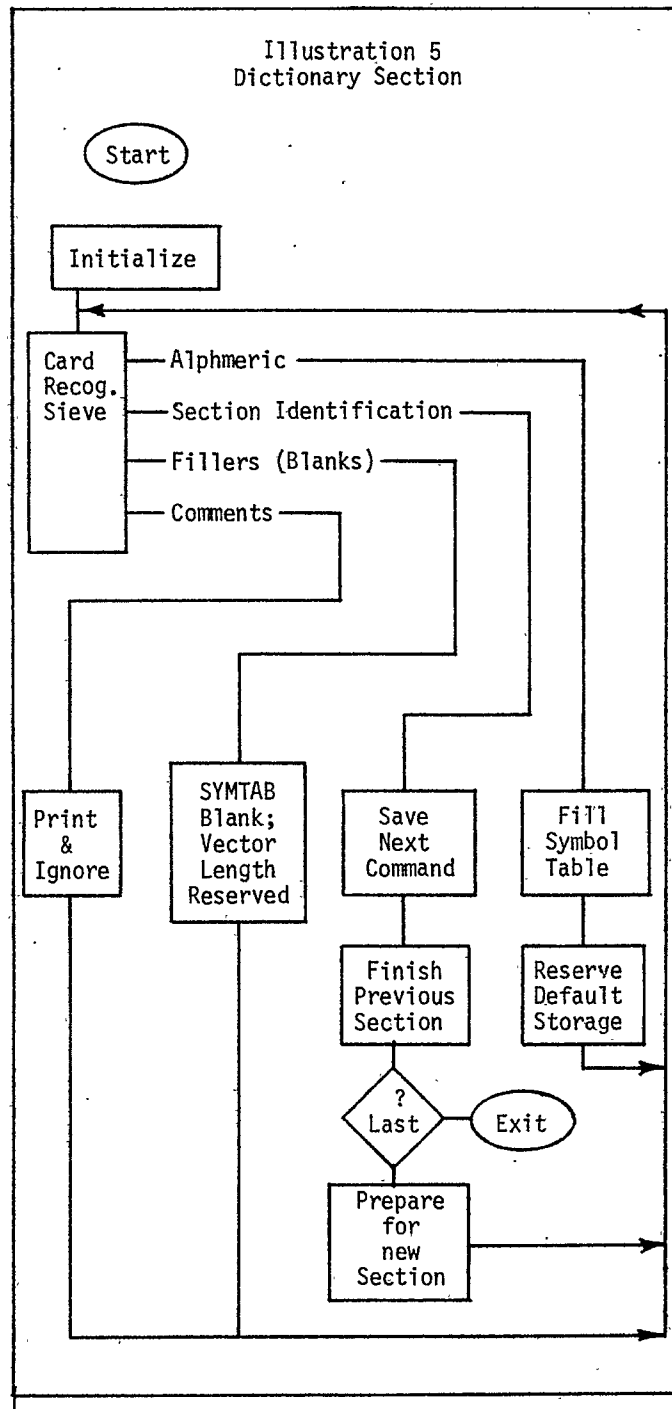 Illustration 5
Dictionary Section
Start
Initialize
Card
Recog.
Sieve
Alphmeric
Section Identification
Fillers (Blanks)
Comments
Print
&
Ignore
SYMTAB
Blank;
Vector
Length
Reserved
Save
Next
Command
Fill
Symbol
Table
Finish
Previous
Section
Reserve
Default
Storage
?
Last
Exit
Prepare
for
new
Section